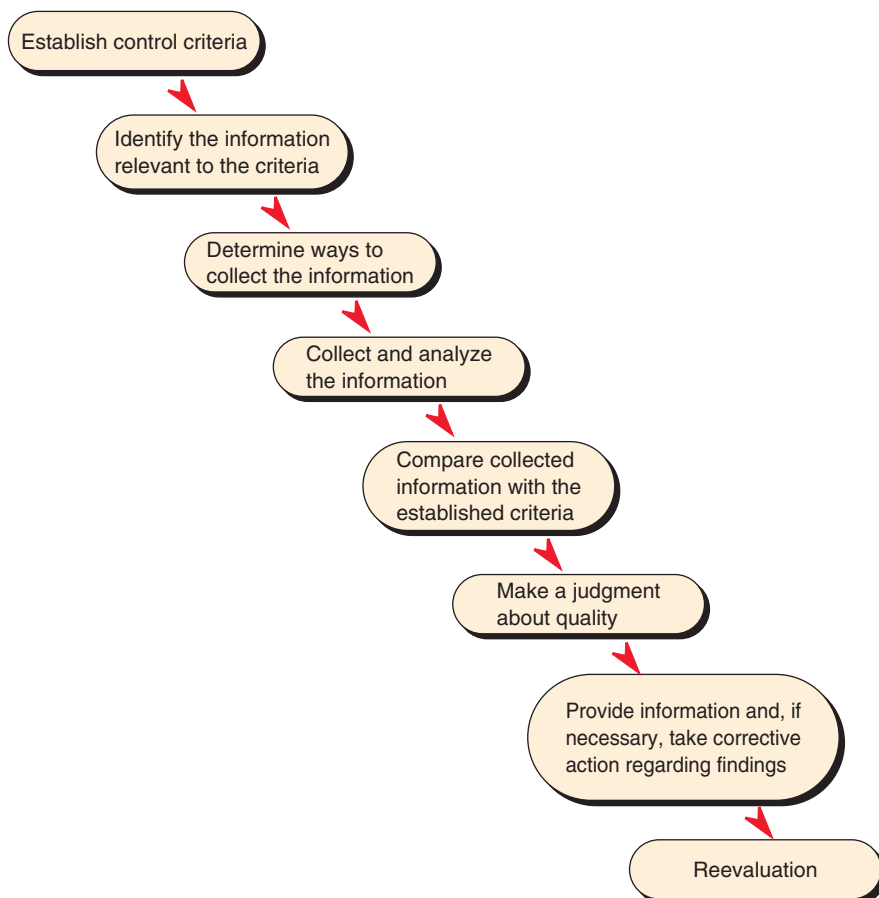 Establish control criteria
Identify the information
relevant to the criteria
Determine ways to
collect the information
Collect and analyze
the information
Compare collected
information with the
established criteria
Make a judgment
about quality
Provide information and, if
necessary, take corrective
action regarding findings
Reevaluation